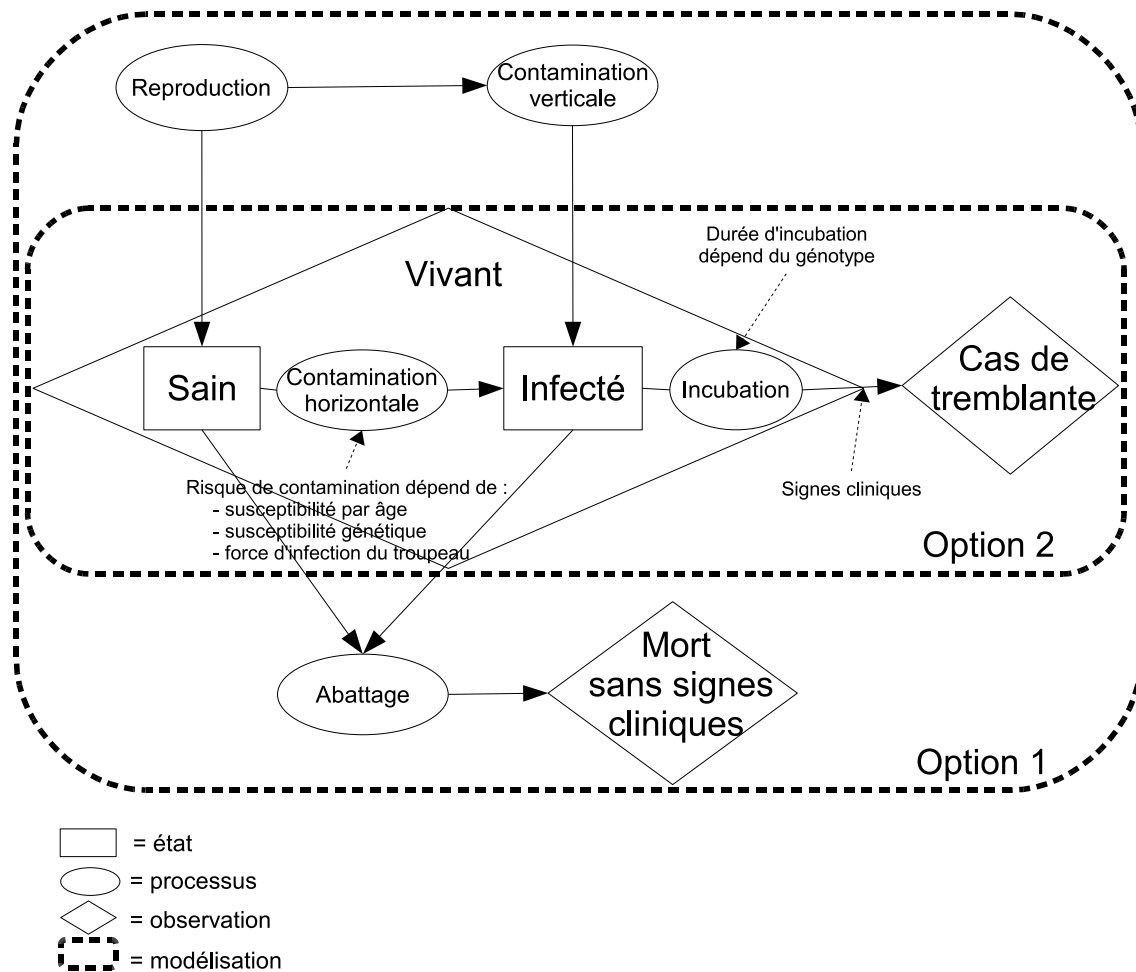 Reproduction
Contamination
verticale
Durée d'incubation
dépend du génotype
Vivant
Sain
Contamination
horizontale
Infecté
Incubation
Cas de
tremblante
Risque de contamination dépend de :
- susceptibilité par âge
- susceptibilité génétique
- force d'infection du troupeau
Signes cliniques
Option 2
Abattage
Mort
sans signes
cliniques
Option 1
= état
= processus
= observation
= modélisation